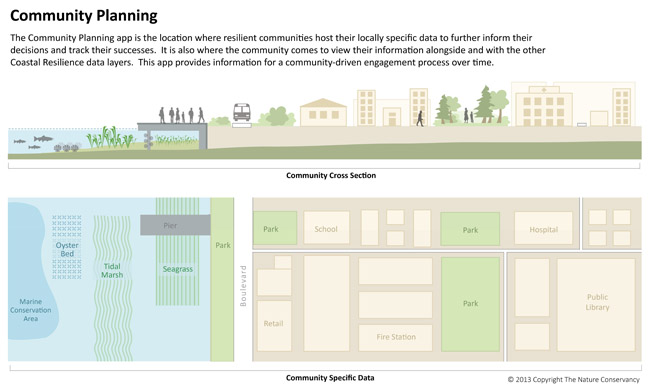 Community Planning
The Community Planning app is the location where resilient communities host their locally specific data to further inform their
decisions and track their successes. It is also where the community comes to view their information alongside and with the other
Coastal Resilience data layers. This app provides information for a community-driven engagement process over time.
Community Cross Section
Pier
Oyster
Bed
Tidal
Marsh
Seagrass
Park
Marine
Conservation
Area
Boulevard
Park
School
Park
Hospital
Retail
Fire Station
Park
Public
Library
Community Specific Data
© 2013 Copyright The Nature Conservancy